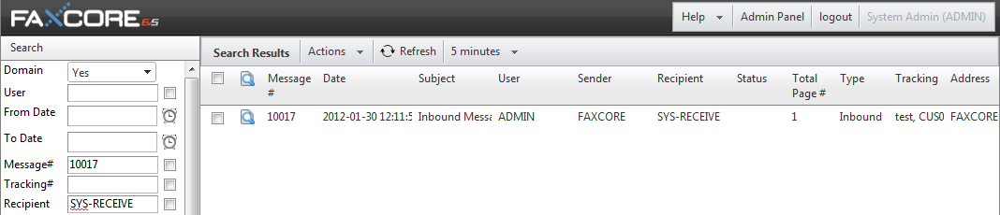 FAXCORE 6.5
Help Admin Panel logout System Admin (ADMIN)
Search
Search Results Actions Refresh 5 minutes
Domain Yes
User
From Date
To Date
Message# 10017
Tracking#
Recipient SYS-RECEIVE
Message # Date Subject User Sender Recipient Status Total Page # Type Tracking Address
10017 2012-01-30 12:11:5 Inbound Messa ADMIN FAXCORE SYS-RECEIVE 1 Inbound test, CUS0 FAXCORE